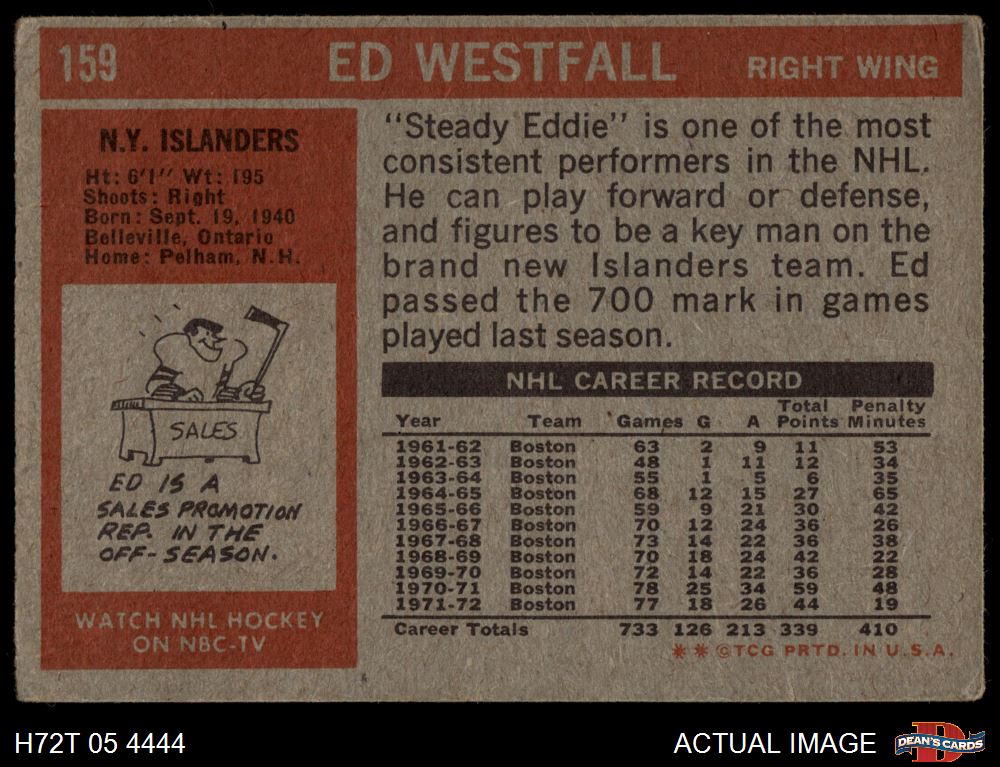 159 ED WESTFALL RIGHT WING
N.Y. ISLANDERS
Ht: 6'1" Wt: 195
Shoots: Right
Born: Sept. 19, 1940
Belleville, Ontario
Home: Pelham, N.H.
SALES
ED IS A
SALES PROMOTION
REP. IN THE
OFF-SEASON.
WATCH NHL HOCKEY
ON NBC-TV
"Steady Eddie" is one of the most
consistent performers in the NHL.
He can play forward or defense,
and figures to be a key man on the
brand new Islanders team. Ed
passed the 700 mark in games
played last season.
NHL CAREER RECORD
Year Team Games G A Total Points Penalty Minutes
1961-62 Boston 63 2 9 11 53
1962-63 Boston 48 1 11 12 34
1963-64 Boston 55 1 5 6 35
1964-65 Boston 68 12 15 27 65
1965-66 Boston 59 9 21 30 42
1966-67 Boston 70 12 24 36 26
1967-68 Boston 73 14 22 36 38
1968-69 Boston 70 18 24 42 22
1969-70 Boston 72 14 22 36 28
1970-71 Boston 78 25 34 59 48
1971-72 Boston 77 18 26 44 19
Career Totals 733 126 213 339 410
** ©TCG PRTD. IN U.S.A.
H72T 05 4444
ACTUAL IMAGE
D
DEAN'S CARDS